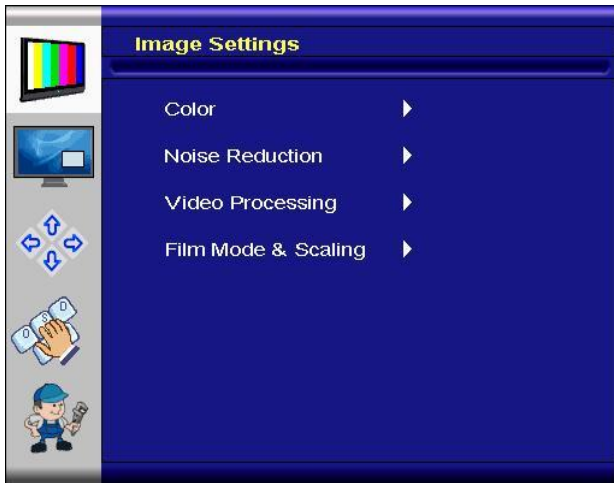 Image Settings
Color
Noise Reduction
Video Processing
Film Mode & Scaling
O S D